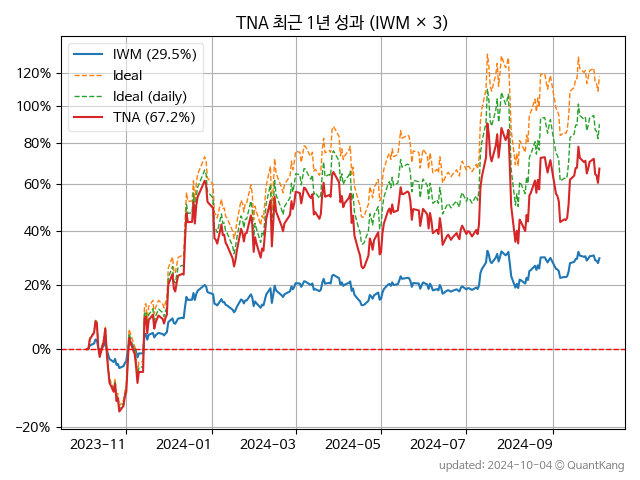 TNA 최근 1년 성과 (IWM × 3)
IWM (29.5%)
Ideal
Ideal (daily)
TNA (67.2%)
120%
100%
80%
60%
40%
20%
0%
−20%
2023−11
2024−01
2024−03
2024−05
2024−07
2024−09
updated: 2024-10-04 © QuantKang